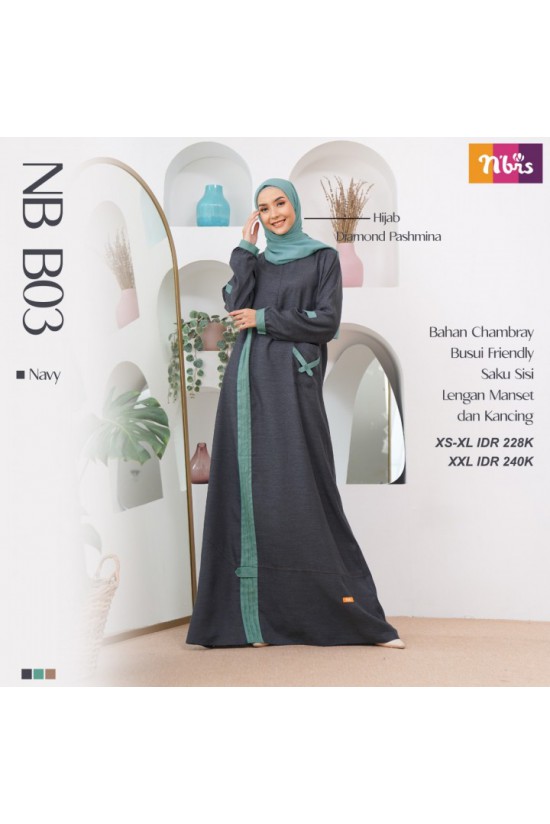 N'brs
NB B03
Navy
Hijab
Diamond Pashmina
Bahan Chambray
Busui Friendly
Saku Sisi
Lengan Manset
dan Kancing
XS-XL IDR 228K
XXL IDR 240K